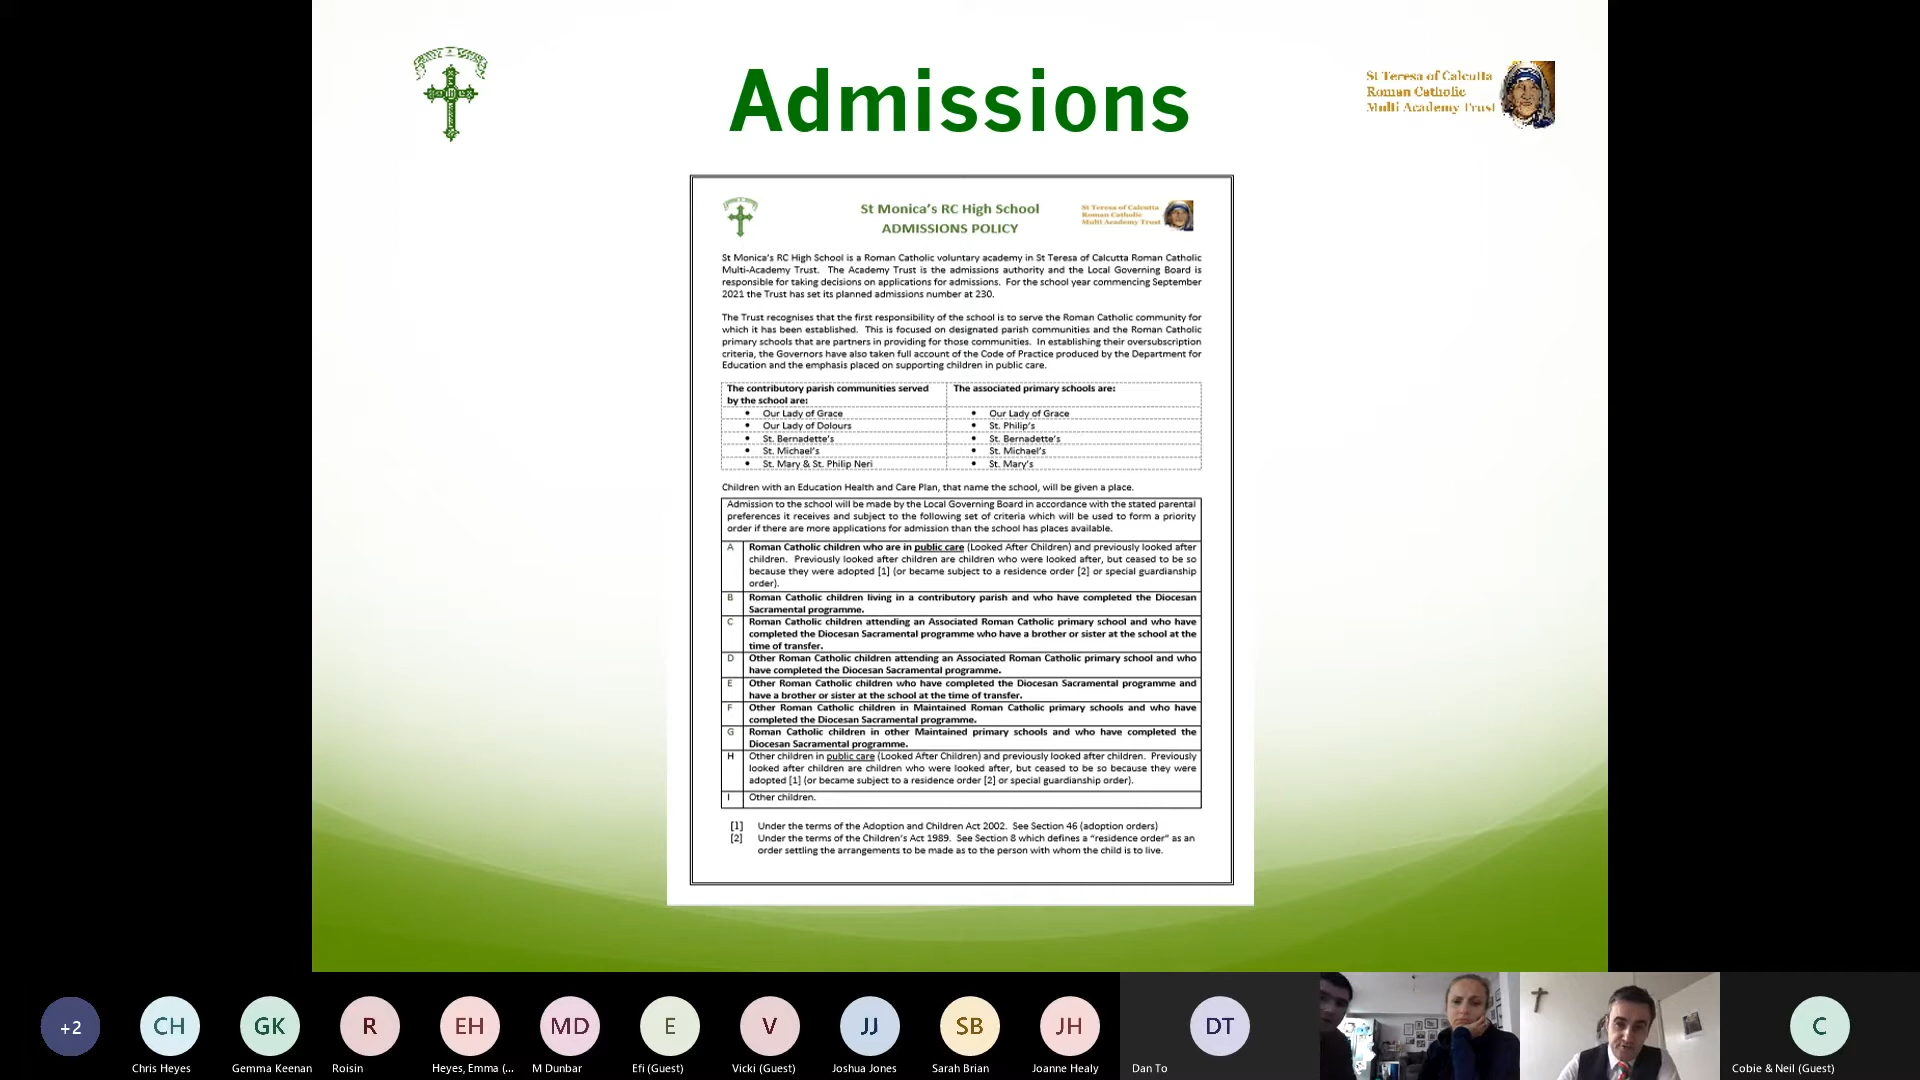 Admissions
St Teresa of Calcutta
Roman Catholic
Multi Academy Trust
St Monica's RC High School
ADMISSIONS POLICY
St Teresa of Calcutta
Roman Catholic
Multi Academy Trust
St Monica's RC High School is a Roman Catholic voluntary academy in St Teresa of Calcutta Roman Catholic
Multi-Academy Trust. The Academy Trust is the admissions authority and the Local Governing Board is
responsible for taking decisions on applications for admissions. For the school year commencing September
2021 the Trust has set its planned admissions number at 230.
The Trust recognises that the first responsibility of the school is to serve the Roman Catholic community for
which it has been established. This is focused on designated parish communities and the Roman Catholic
primary schools that are partners in providing for those communities. In establishing their oversubscription
criteria, the Governors have also taken full account of the Code of Practice produced by the Department for
Education and the emphasis placed on supporting children in public care.
The contributory parish communities served
by the school are:
• Our Lady of Grace
• Our Lady of Dolours
• St. Bernadette's
• St. Michael's
• St. Mary & St. Philip Neri
The associated primary schools are:
• Our Lady of Grace
• St. Philip's
• St. Bernadette's
• St. Michael's
• St. Mary's
Children with an Education Health and Care Plan, that name the school, will be given a place.
Admission to the school will be made by the Local Governing Board in accordance with the stated parental
preferences it receives and subject to the following set of criteria which will be used to form a priority
order if there are more applications for admission than the school has places available.
A Roman Catholic children who are in public care (Looked After Children) and previously looked after
children. Previously looked after children are children who were looked after, but ceased to be so
because they were adopted [1] (or became subject to a residence order [2] or special guardianship
order).
B Roman Catholic children living in a contributory parish and who have completed the Diocesan
Sacramental programme.
C Roman Catholic children attending an Associated Roman Catholic primary school and who have
completed the Diocesan Sacramental programme who have a brother or sister at the school at the
time of transfer.
D Other Roman Catholic children attending an Associated Roman Catholic primary school and who
have completed the Diocesan Sacramental programme.
E Other Roman Catholic children who have completed the Diocesan Sacramental programme and
have a brother or sister at the school at the time of transfer.
F Other Roman Catholic children in Maintained Roman Catholic primary schools and who have
completed the Diocesan Sacramental programme.
G Roman Catholic children in other Maintained primary schools and who have completed the
Diocesan Sacramental programme.
H Other children in public care (Looked After Children) and previously looked after children. Previously
looked after children are children who were looked after, but ceased to be so because they were
adopted [1] (or became subject to a residence order [2] or special guardianship order).
I Other children.
[1] Under the terms of the Adoption and Children Act 2002. See Section 46 (adoption orders)
[2] Under the terms of the Children's Act 1989. See Section 8 which defines a "residence order" as an
order settling the arrangements to be made as to the person with whom the child is to live.
+2 CH GK R EH MD E V JJ SB JH DT C
Chris Heyes Gemma Keenan Roisin Heyes, Emma (... M Dunbar Efi (Guest) Vicki (Guest) Joshua Jones Sarah Brian Joanne Healy Dan To Cobie & Neil (Guest)